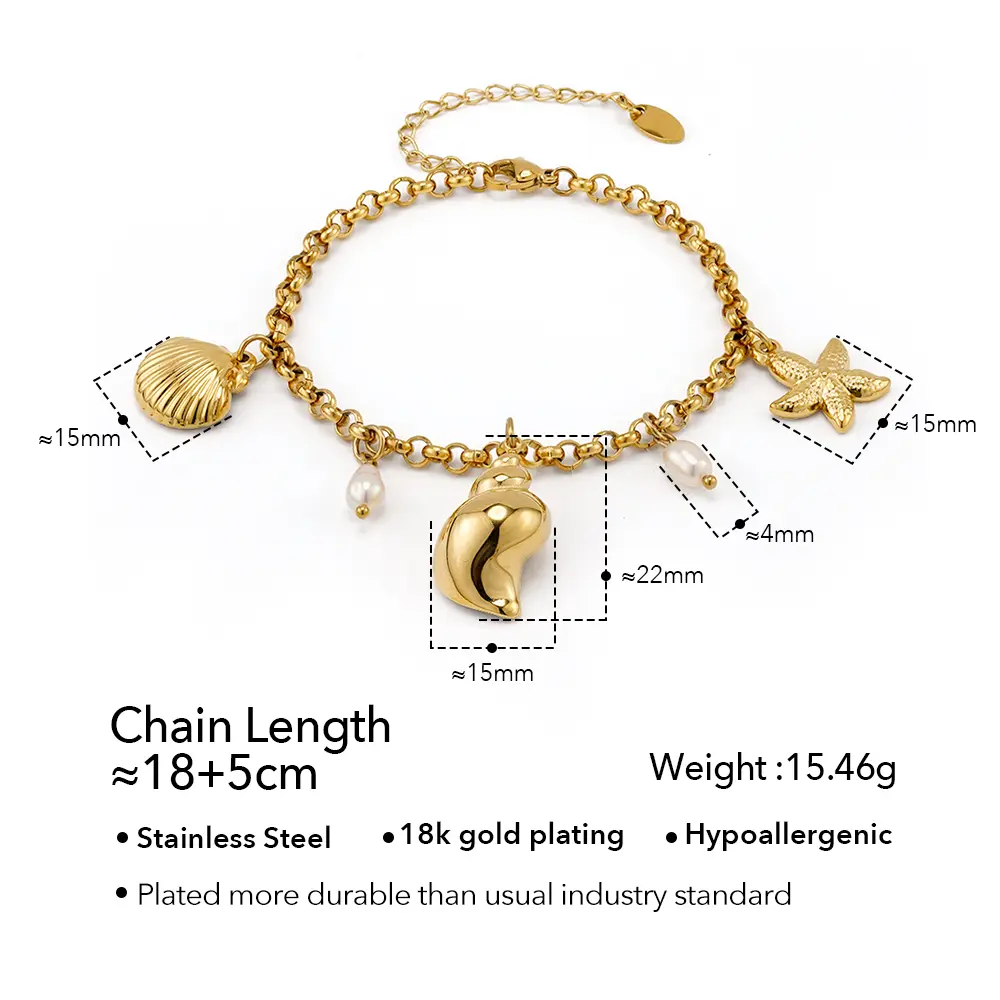 ≈15mm
≈15mm
≈4mm
≈22mm
≈15mm
Chain Length
≈18+5cm
Weight :15.46g
• Stainless Steel
• 18k gold plating
• Hypoallergenic
• Plated more durable than usual industry standard